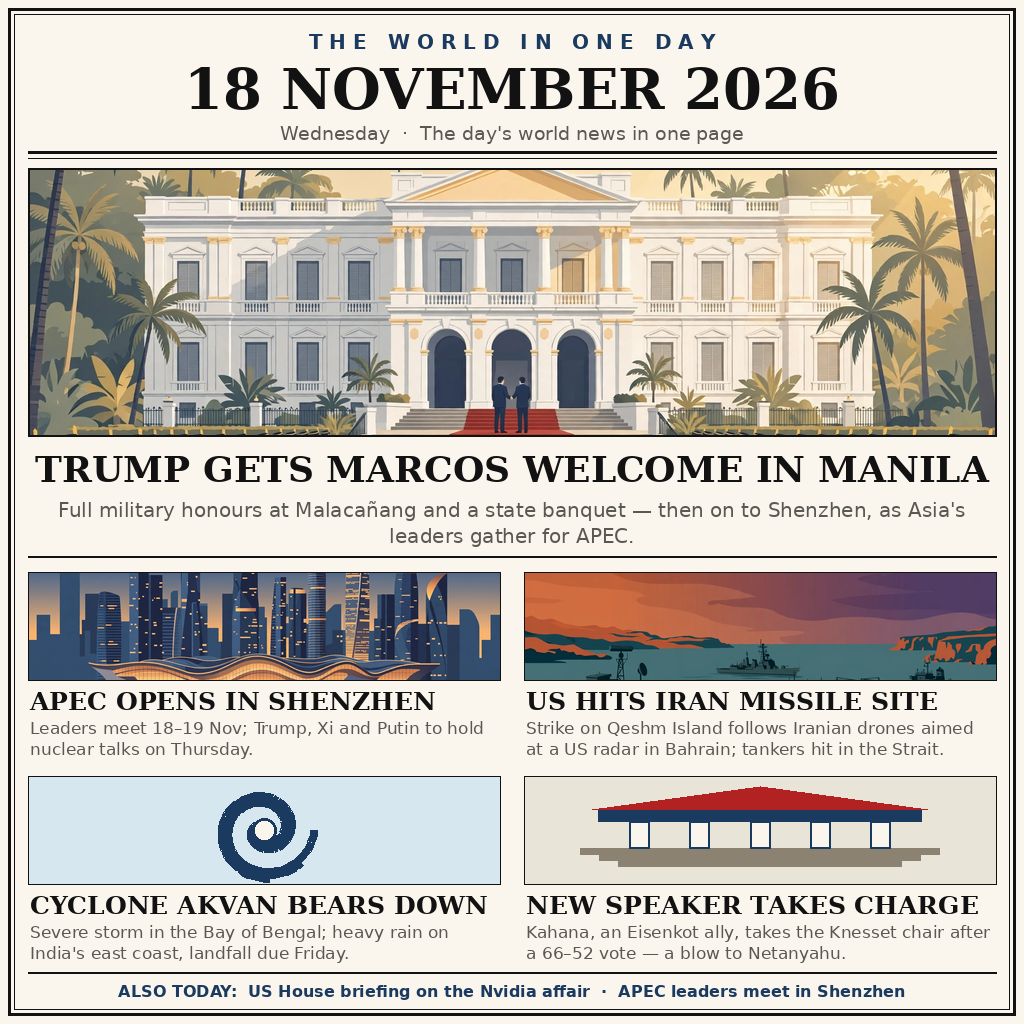 THE WORLD IN ONE DAY
18 NOVEMBER 2026
Wednesday · The day's world news in one page
TRUMP GETS MARCOS WELCOME IN MANILA
Full military honours at Malacañang and a state banquet — then on to Shenzhen, as Asia's
leaders gather for APEC.
APEC OPENS IN SHENZHEN
Leaders meet 18–19 Nov; Trump, Xi and Putin to hold
nuclear talks on Thursday.
US HITS IRAN MISSILE SITE
Strike on Qeshm Island follows Iranian drones aimed
at a US radar in Bahrain; tankers hit in the Strait.
CYCLONE AKVAN BEARS DOWN
Severe storm in the Bay of Bengal; heavy rain on
India's east coast, landfall due Friday.
NEW SPEAKER TAKES CHARGE
Kahana, an Eisenkot ally, takes the Knesset chair after
a 66–52 vote — a blow to Netanyahu.
ALSO TODAY: US House briefing on the Nvidia affair · APEC leaders meet in Shenzhen